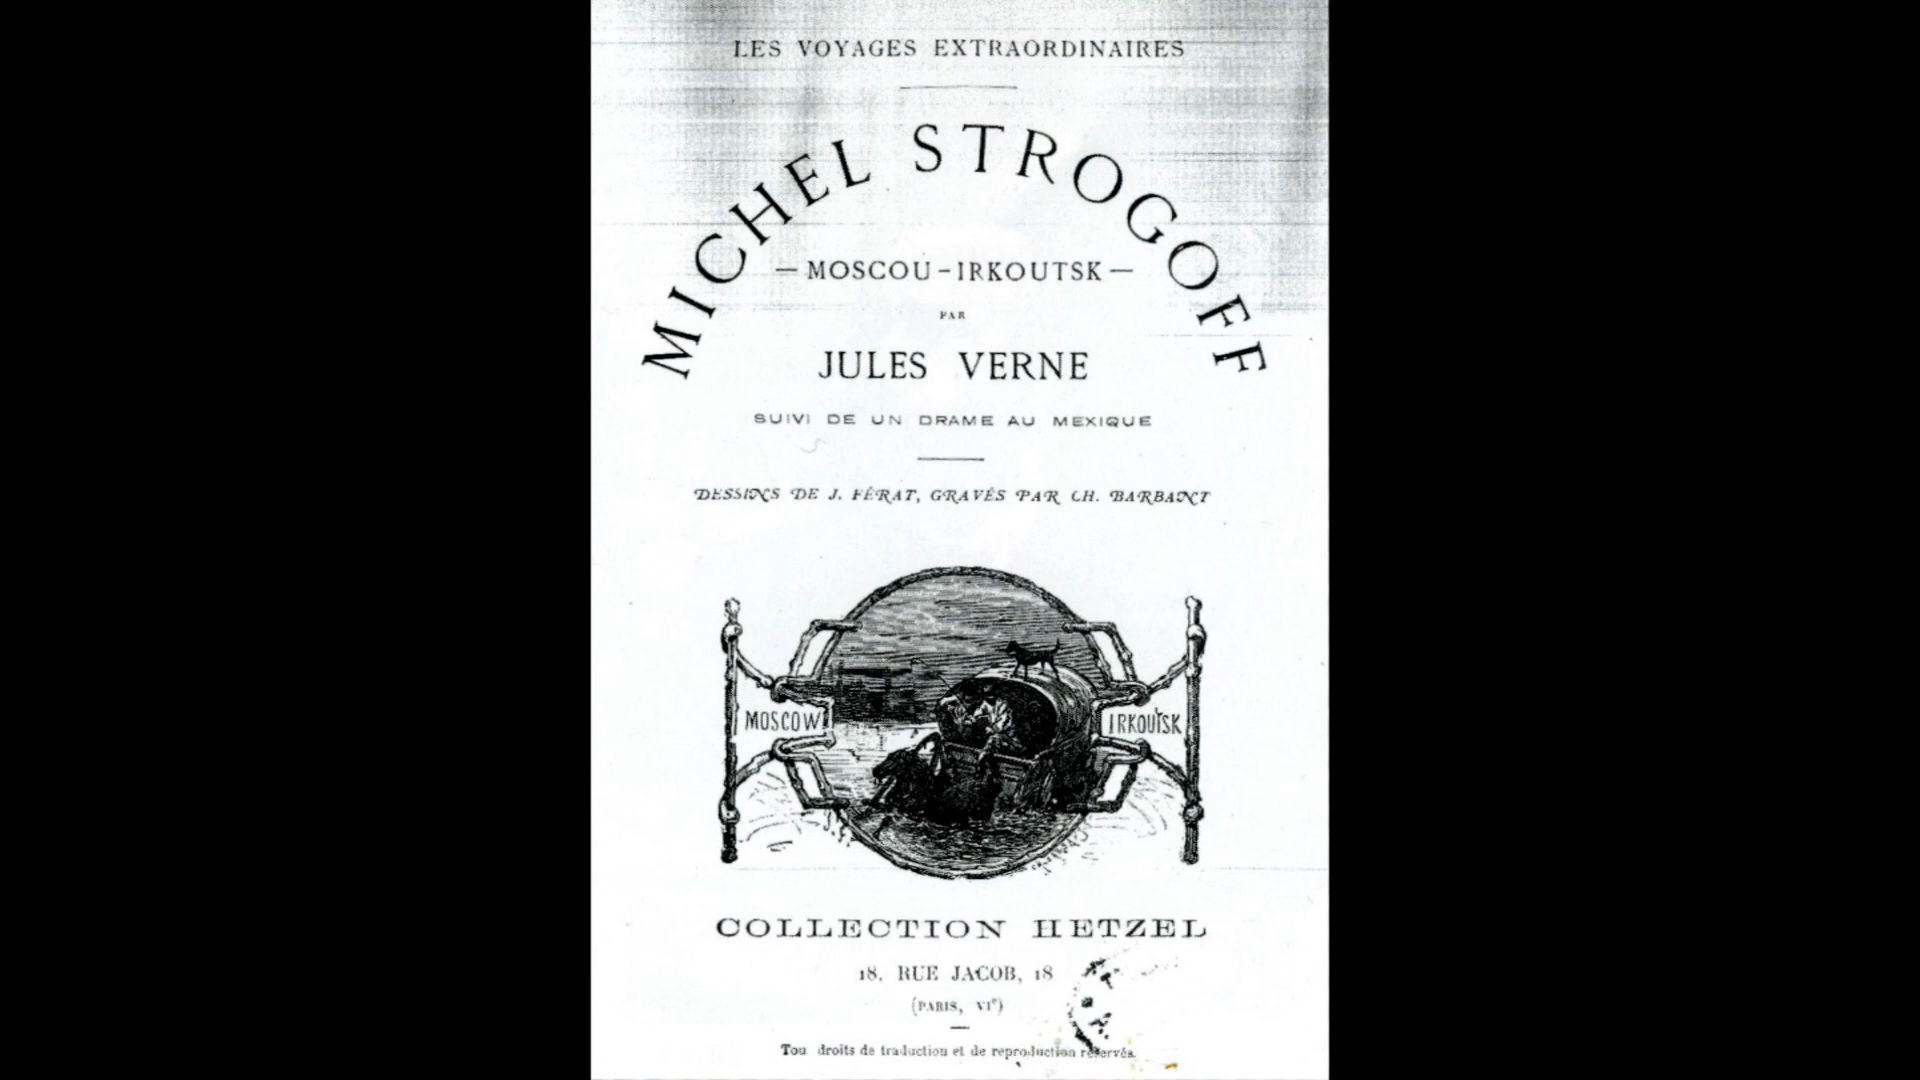 LES VOYAGES EXTRAORDINAIRES
MICHEL STROGOFF
— MOSCOU - IRKOUTSK —
PAR
JULES VERNE
SUIVI DE UN DRAME AU MEXIQUE
DESSINS DE J. FÉRAT, GRAVÉS PAR CH. BARBANT
MOSCOW
IRKOUTSK
COLLECTION HETZEL
18, RUE JACOB, 18
(PARIS, VIe)
Tou droits de traduction et de reproduction réservés.